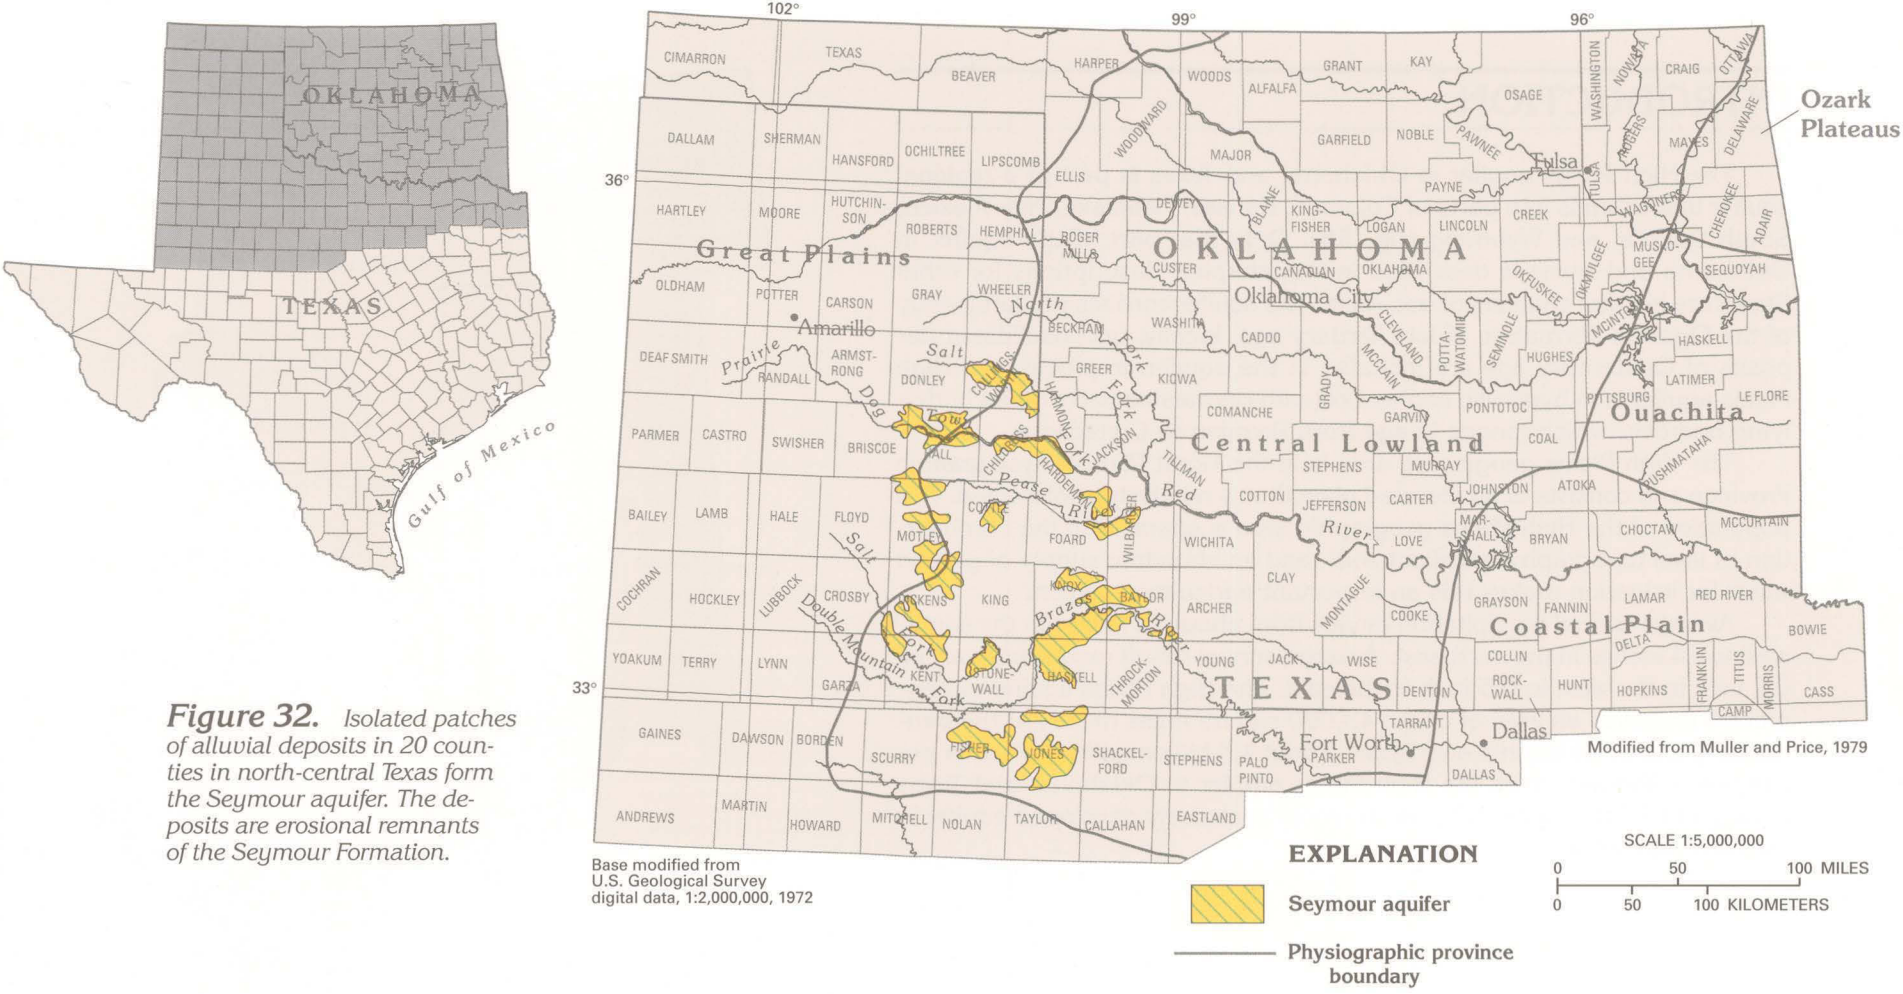 102°
99°
96°
36°
33°
OKLAHOMA
TEXAS
Gulf of Mexico
CIMARRON
TEXAS
BEAVER
HARPER
WOODS
ALFALFA
GRANT
KAY
OSAGE
WASHINGTON
NOWATA
CRAIG
OTTAWA
Ozark
Plateaus
DALLAM
SHERMAN
HANSFORD
OCHILTREE
LIPSCOMB
ELLIS
WOODWARD
MAJOR
GARFIELD
NOBLE
PAWNEE
Tulsa
TULSA
ROGERS
MAYES
DELAWARE
HARTLEY
MOORE
HUTCHIN-
SON
ROBERTS
HEMPHILL
ROGER
MILLS
DEWEY
BLAINE
KING-
FISHER
LOGAN
PAYNE
LINCOLN
CREEK
WAGONER
CHEROKEE
ADAIR
Great Plains
OKLAHOMA
CUSTER
CANADIAN
OKLAHOMA
Oklahoma City
OKFUSKEE
OKMULGEE
MUSKO-
GEE
SEQUOYAH
OLDHAM
POTTER
CARSON
GRAY
WHEELER
North
Fork
BECKHAM
WASHITA
CADDO
CLEVELAND
MCCLAIN
POTTA-
WATOMIE
SEMINOLE
HUGHES
MCINTOSH
HASKELL
Amarillo
DEAF SMITH
Prairie
Dog
Town
Fork
RANDALL
ARMST-
RONG
DONLEY
Salt
Fork
COLLINGS-
WORTH
GREER
KIOWA
GRADY
HARMON
JACKSON
COMANCHE
GARVIN
PONTOTOC
PITTSBURG
LATIMER
LE FLORE
Ouachita
PARMER
CASTRO
SWISHER
BRISCOE
HALL
CHILDRESS
HARDEMAN
TILLMAN
Central Lowland
STEPHENS
MURRAY
COAL
PUSHMATAHA
COTTON
JEFFERSON
CARTER
JOHNSTON
ATOKA
Pease
River
Red
River
BAILEY
LAMB
HALE
FLOYD
MOTLEY
COTTLE
FOARD
WILBARGER
WICHITA
LOVE
MAR-
SHALL
BRYAN
CHOCTAW
MCCURTAIN
COCHRAN
HOCKLEY
LUBBOCK
CROSBY
DICKENS
KING
KNOX
BAYLOR
ARCHER
CLAY
MONTAGUE
COOKE
GRAYSON
FANNIN
LAMAR
RED RIVER
BOWIE
Salt
Fork
Double Mountain
Fork
Brazos
River
Coastal Plain
YOAKUM
TERRY
LYNN
GARZA
KENT
STONE-
WALL
HASKELL
THROCK-
MORTON
YOUNG
JACK
WISE
DENTON
COLLIN
ROCK-
WALL
HUNT
DELTA
HOPKINS
FRANKLIN
TITUS
MORRIS
CAMP
CASS
TEXAS
GAINES
DAWSON
BORDEN
SCURRY
FISHER
JONES
SHACKEL-
FORD
STEPHENS
PALO
PINTO
PARKER
Fort Worth
TARRANT
Dallas
DALLAS
ANDREWS
MARTIN
HOWARD
MITCHELL
NOLAN
TAYLOR
CALLAHAN
EASTLAND
Modified from Muller and Price, 1979
Figure 32. Isolated patches
of alluvial deposits in 20 coun-
ties in north-central Texas form
the Seymour aquifer. The de-
posits are erosional remnants
of the Seymour Formation.
Base modified from
U.S. Geological Survey
digital data, 1:2,000,000, 1972
EXPLANATION
Seymour aquifer
Physiographic province
boundary
SCALE 1:5,000,000
0 50 100 MILES
0 50 100 KILOMETERS